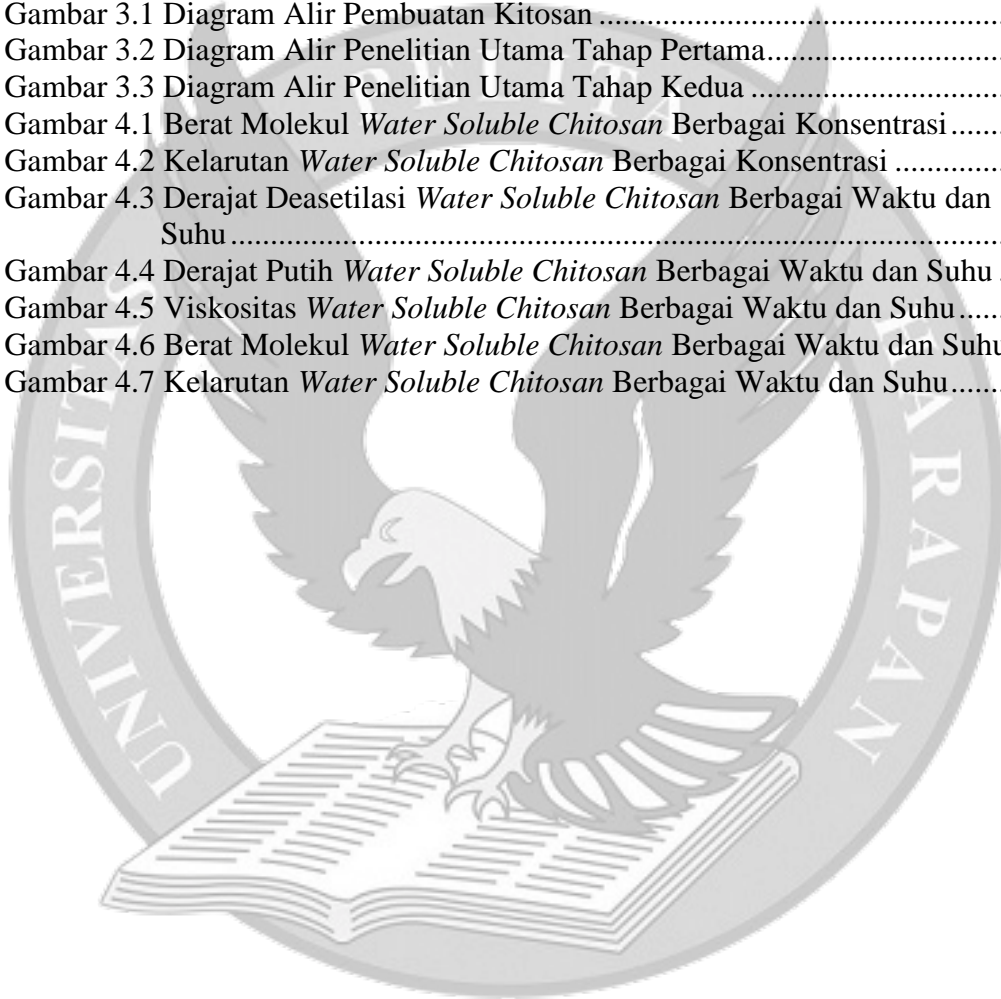 Gambar 3.1 Diagram Alir Pembuatan Kitosan ..................................................
Gambar 3.2 Diagram Alir Penelitian Utama Tahap Pertama..............................
Gambar 3.3 Diagram Alir Penelitian Utama Tahap Kedua ................................
Gambar 4.1 Berat Molekul Water Soluble Chitosan Berbagai Konsentrasi.......
Gambar 4.2 Kelarutan Water Soluble Chitosan Berbagai Konsentrasi ..............
Gambar 4.3 Derajat Deasetilasi Water Soluble Chitosan Berbagai Waktu dan
Suhu..................................................................................................
Gambar 4.4 Derajat Putih Water Soluble Chitosan Berbagai Waktu dan Suhu .
Gambar 4.5 Viskositas Water Soluble Chitosan Berbagai Waktu dan Suhu......
Gambar 4.6 Berat Molekul Water Soluble Chitosan Berbagai Waktu dan Suhu
Gambar 4.7 Kelarutan Water Soluble Chitosan Berbagai Waktu dan Suhu.......
UNIVERSITAS
PELITA
HARAPAN